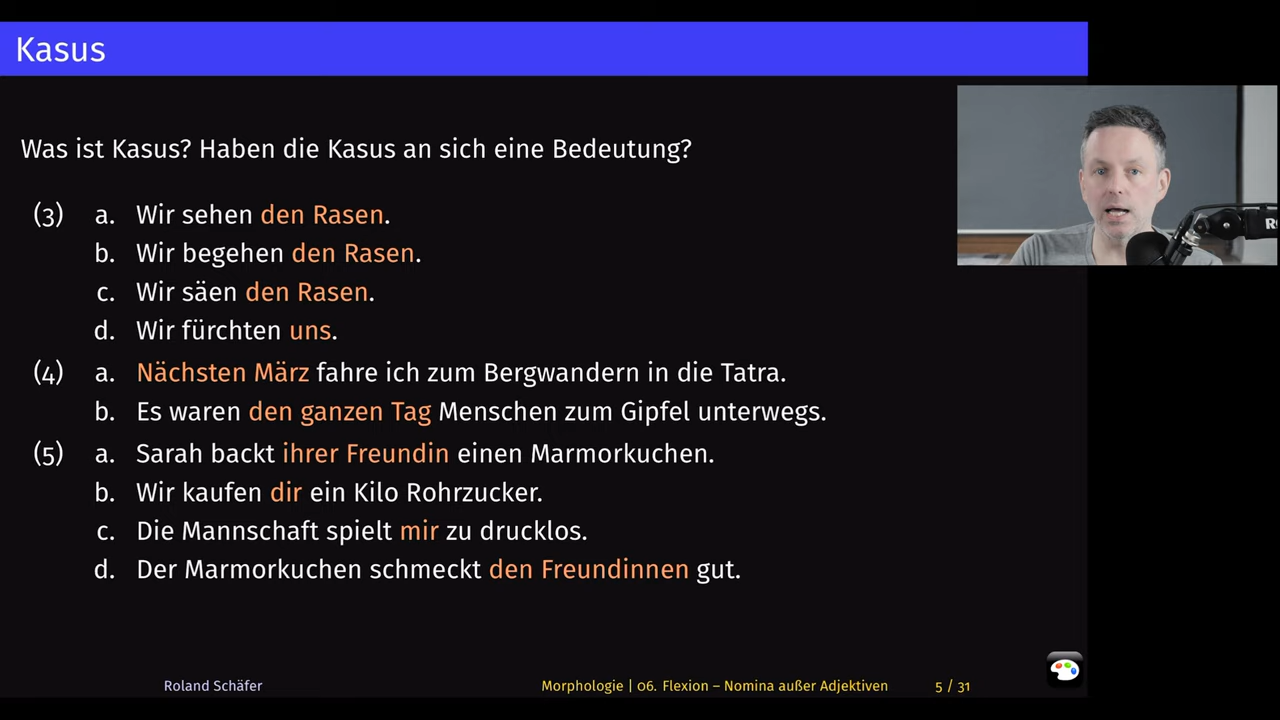 Kasus
Was ist Kasus? Haben die Kasus an sich eine Bedeutung?
(3) a. Wir sehen den Rasen.
b. Wir begehen den Rasen.
c. Wir säen den Rasen.
d. Wir fürchten uns.
(4) a. Nächsten März fahre ich zum Bergwandern in die Tatra.
b. Es waren den ganzen Tag Menschen zum Gipfel unterwegs.
(5) a. Sarah backt ihrer Freundin einen Marmorkuchen.
b. Wir kaufen dir ein Kilo Rohrzucker.
c. Die Mannschaft spielt mir zu drucklos.
d. Der Marmorkuchen schmeckt den Freundinnen gut.
Roland Schäfer Morphologie | 06. Flexion – Nomina außer Adjektiven 5 / 31